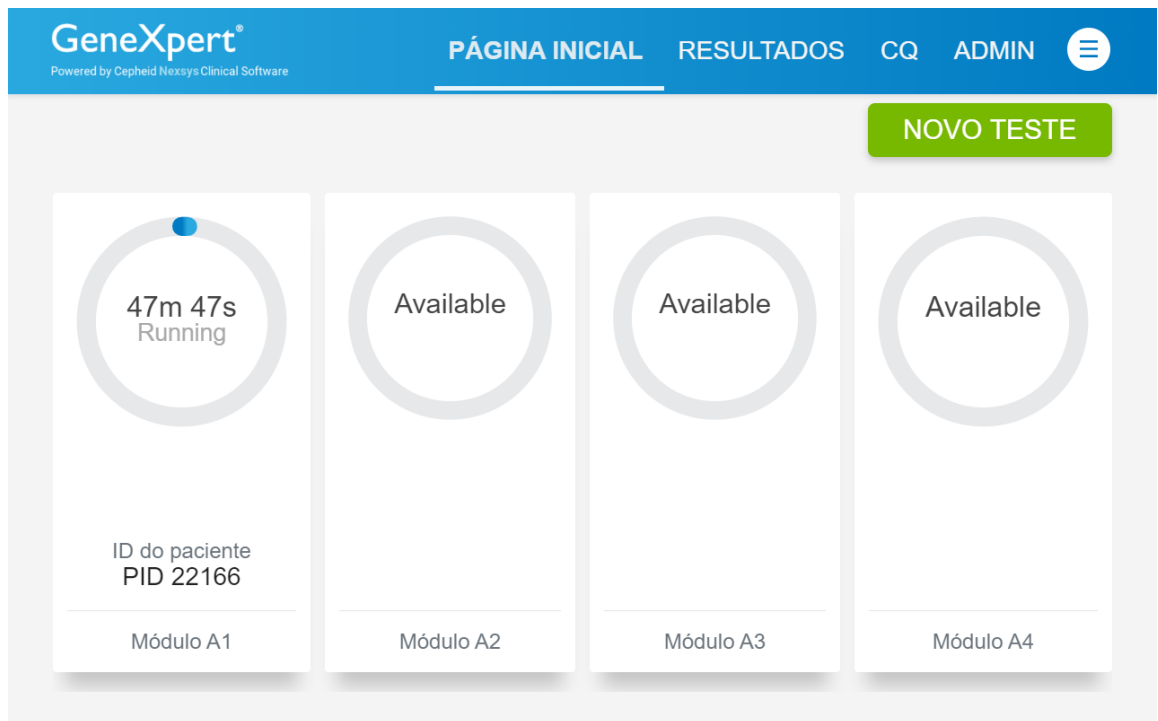 GeneXpert®
Powered by Cepheid Nexsys Clinical Software
PÁGINA INICIAL RESULTADOS CQ ADMIN
NOVO TESTE
47m 47s
Running
ID do paciente
PID 22166
Módulo A1
Available
Módulo A2
Available
Módulo A3
Available
Módulo A4